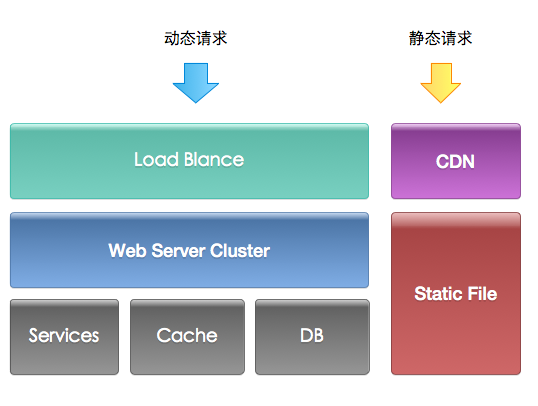 动态请求
静态请求
Load Blance
CDN
Web Server Cluster
Static File
Services
Cache
DB